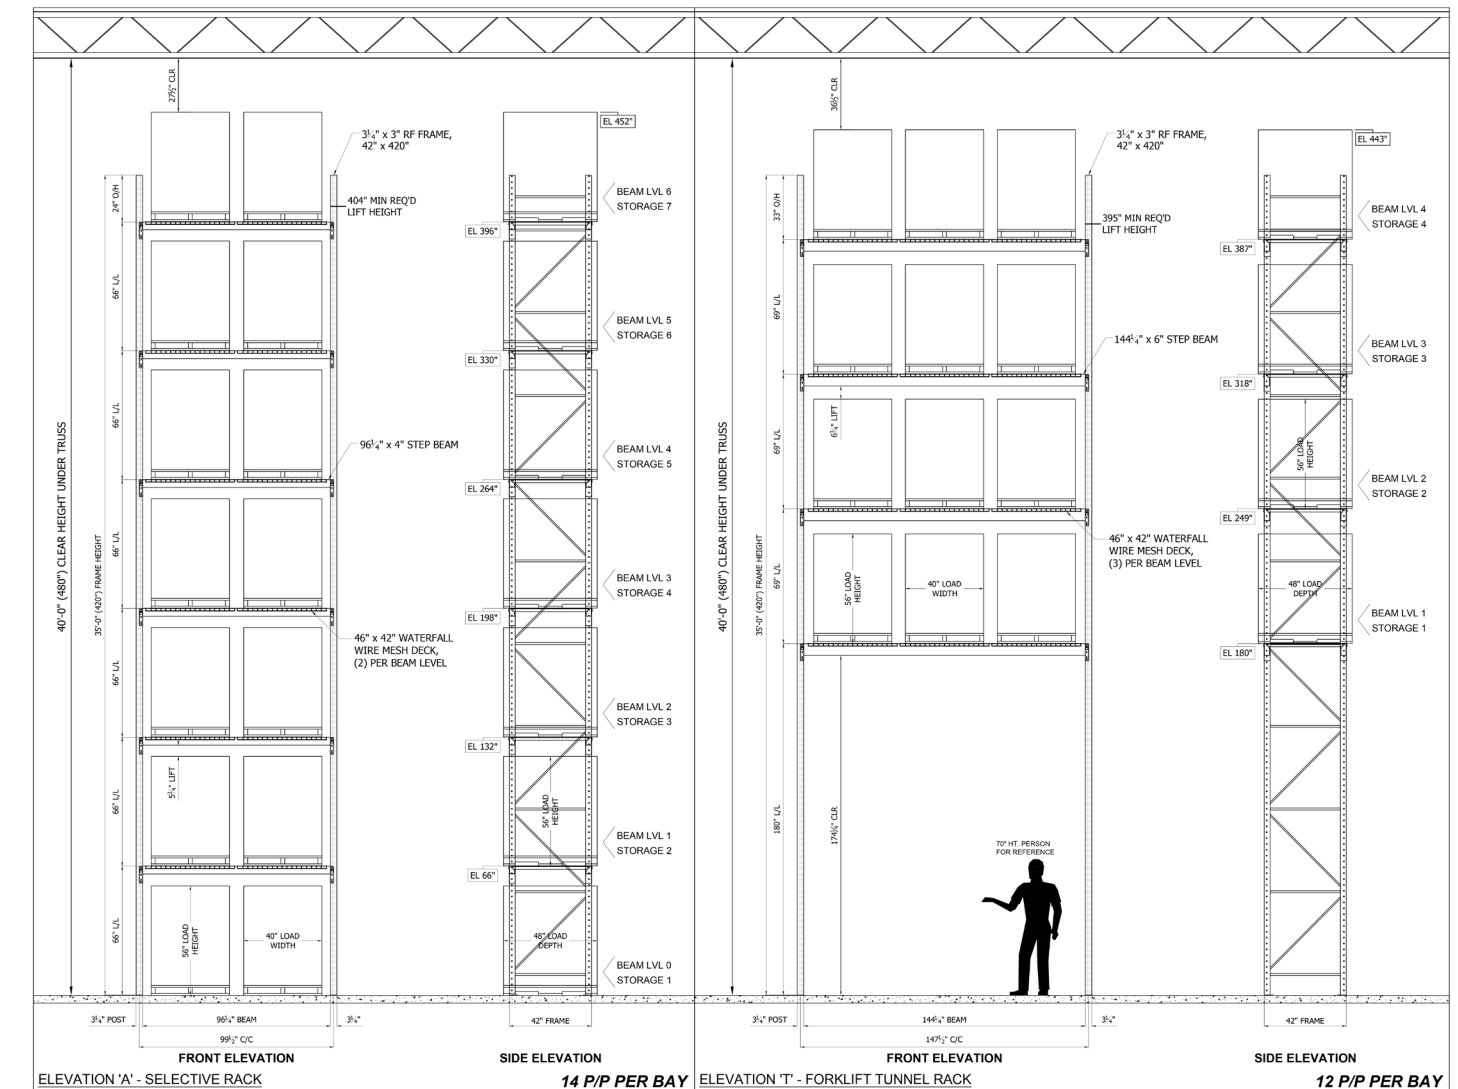 27½" CLR
EL 452"
3¼" x 3" RF FRAME,
42" x 420"
24" O/H
404" MIN REQ'D
LIFT HEIGHT
BEAM LVL 6
STORAGE 7
EL 396"
66" L/L
BEAM LVL 5
STORAGE 6
EL 330"
66" L/L
96¼" x 4" STEP BEAM
BEAM LVL 4
STORAGE 5
EL 264"
40'-0" (480") CLEAR HEIGHT UNDER TRUSS
35'-0" (420") FRAME HEIGHT
66" L/L
BEAM LVL 3
STORAGE 4
EL 198"
46" x 42" WATERFALL
WIRE MESH DECK,
(2) PER BEAM LEVEL
66" L/L
BEAM LVL 2
STORAGE 3
EL 132"
5¾" LIFT
66" L/L
56" LOAD
HEIGHT
BEAM LVL 1
STORAGE 2
EL 66"
66" L/L
56" LOAD
HEIGHT
40" LOAD
WIDTH
48" LOAD
DEPTH
BEAM LVL 0
STORAGE 1
3¼" POST
96¼" BEAM
3¼"
42" FRAME
99½" C/C
FRONT ELEVATION
SIDE ELEVATION
ELEVATION 'A' - SELECTIVE RACK
14 P/P PER BAY
36½" CLR
EL 443"
3¼" x 3" RF FRAME,
42" x 420"
33" O/H
395" MIN REQ'D
LIFT HEIGHT
BEAM LVL 4
STORAGE 4
EL 387"
69" L/L
144¼" x 6" STEP BEAM
BEAM LVL 3
STORAGE 3
EL 318"
6¾" LIFT
69" L/L
56" LOAD
HEIGHT
BEAM LVL 2
STORAGE 2
EL 249"
40'-0" (480") CLEAR HEIGHT UNDER TRUSS
35'-0" (420") FRAME HEIGHT
46" x 42" WATERFALL
WIRE MESH DECK,
(3) PER BEAM LEVEL
69" L/L
56" LOAD
HEIGHT
40" LOAD
WIDTH
48" LOAD
DEPTH
BEAM LVL 1
STORAGE 1
EL 180"
180" L/L
174¼" CLR
70" HT. PERSON
FOR REFERENCE
3¼" POST
144¼" BEAM
3¼"
42" FRAME
147½" C/C
FRONT ELEVATION
SIDE ELEVATION
ELEVATION 'T' - FORKLIFT TUNNEL RACK
12 P/P PER BAY